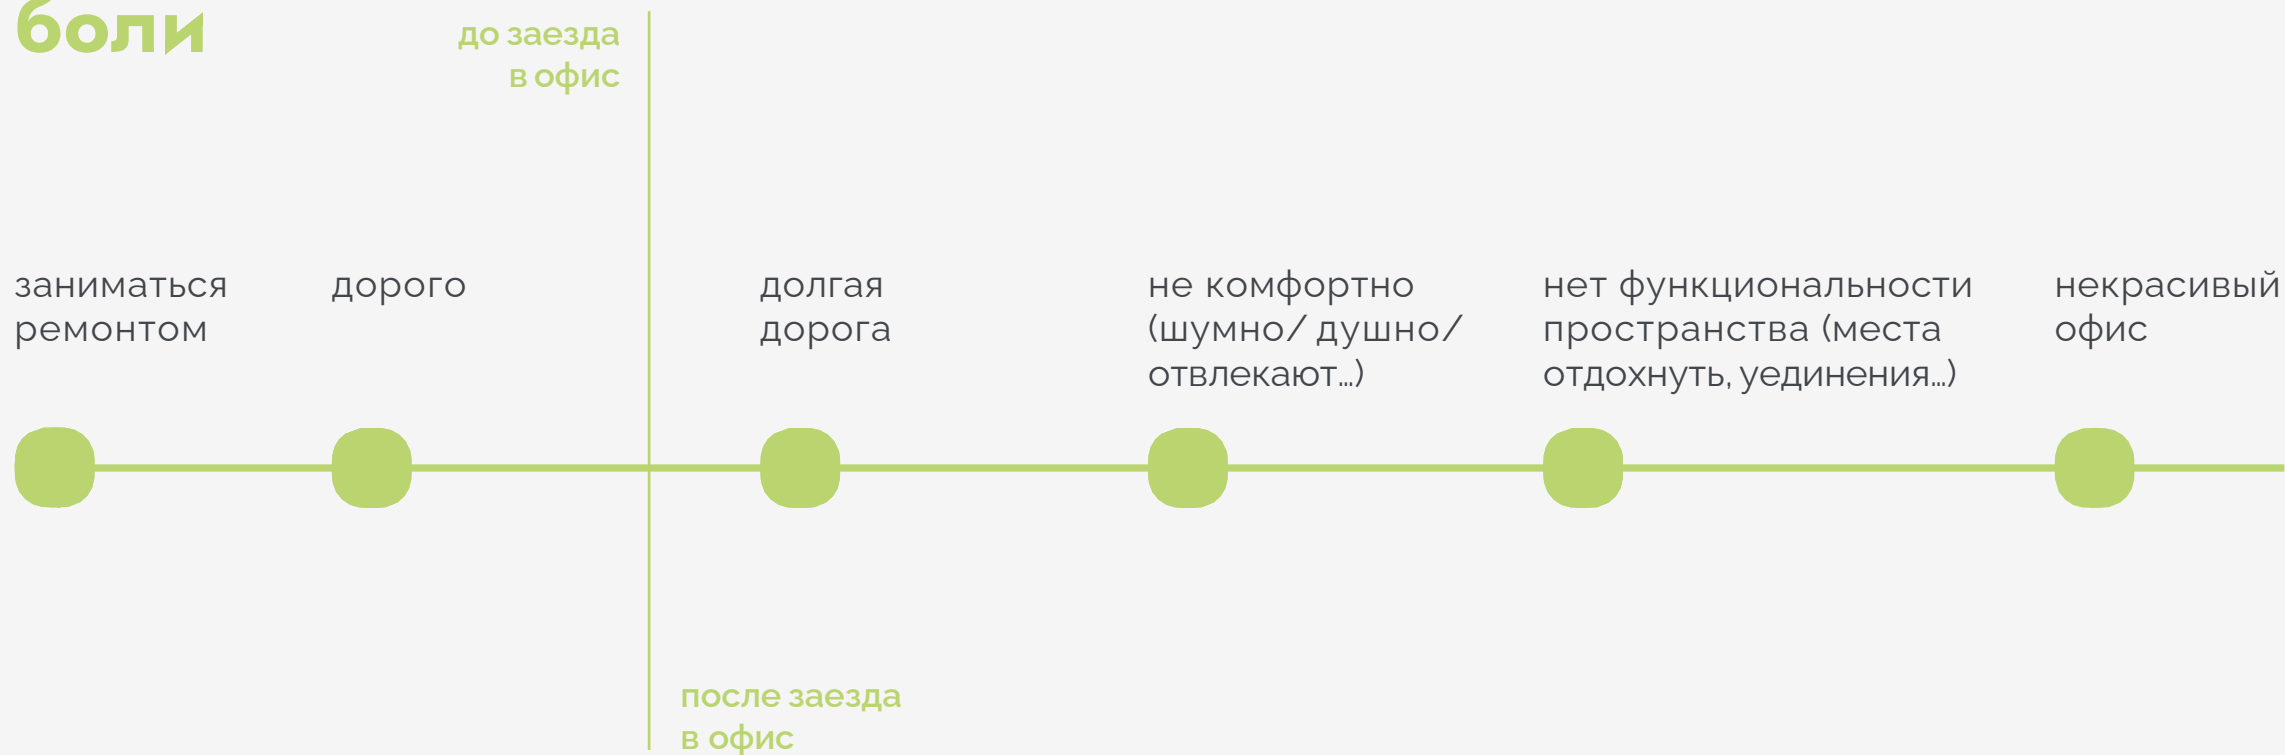 боли
до заезда
в офис
заниматься
ремонтом
дорого
долгая
дорога
не комфортно
(шумно/ душно/
отвлекают...)
нет функциональности
пространства (места
отдохнуть, уединения...)
некрасивый
офис
после заезда
в офис